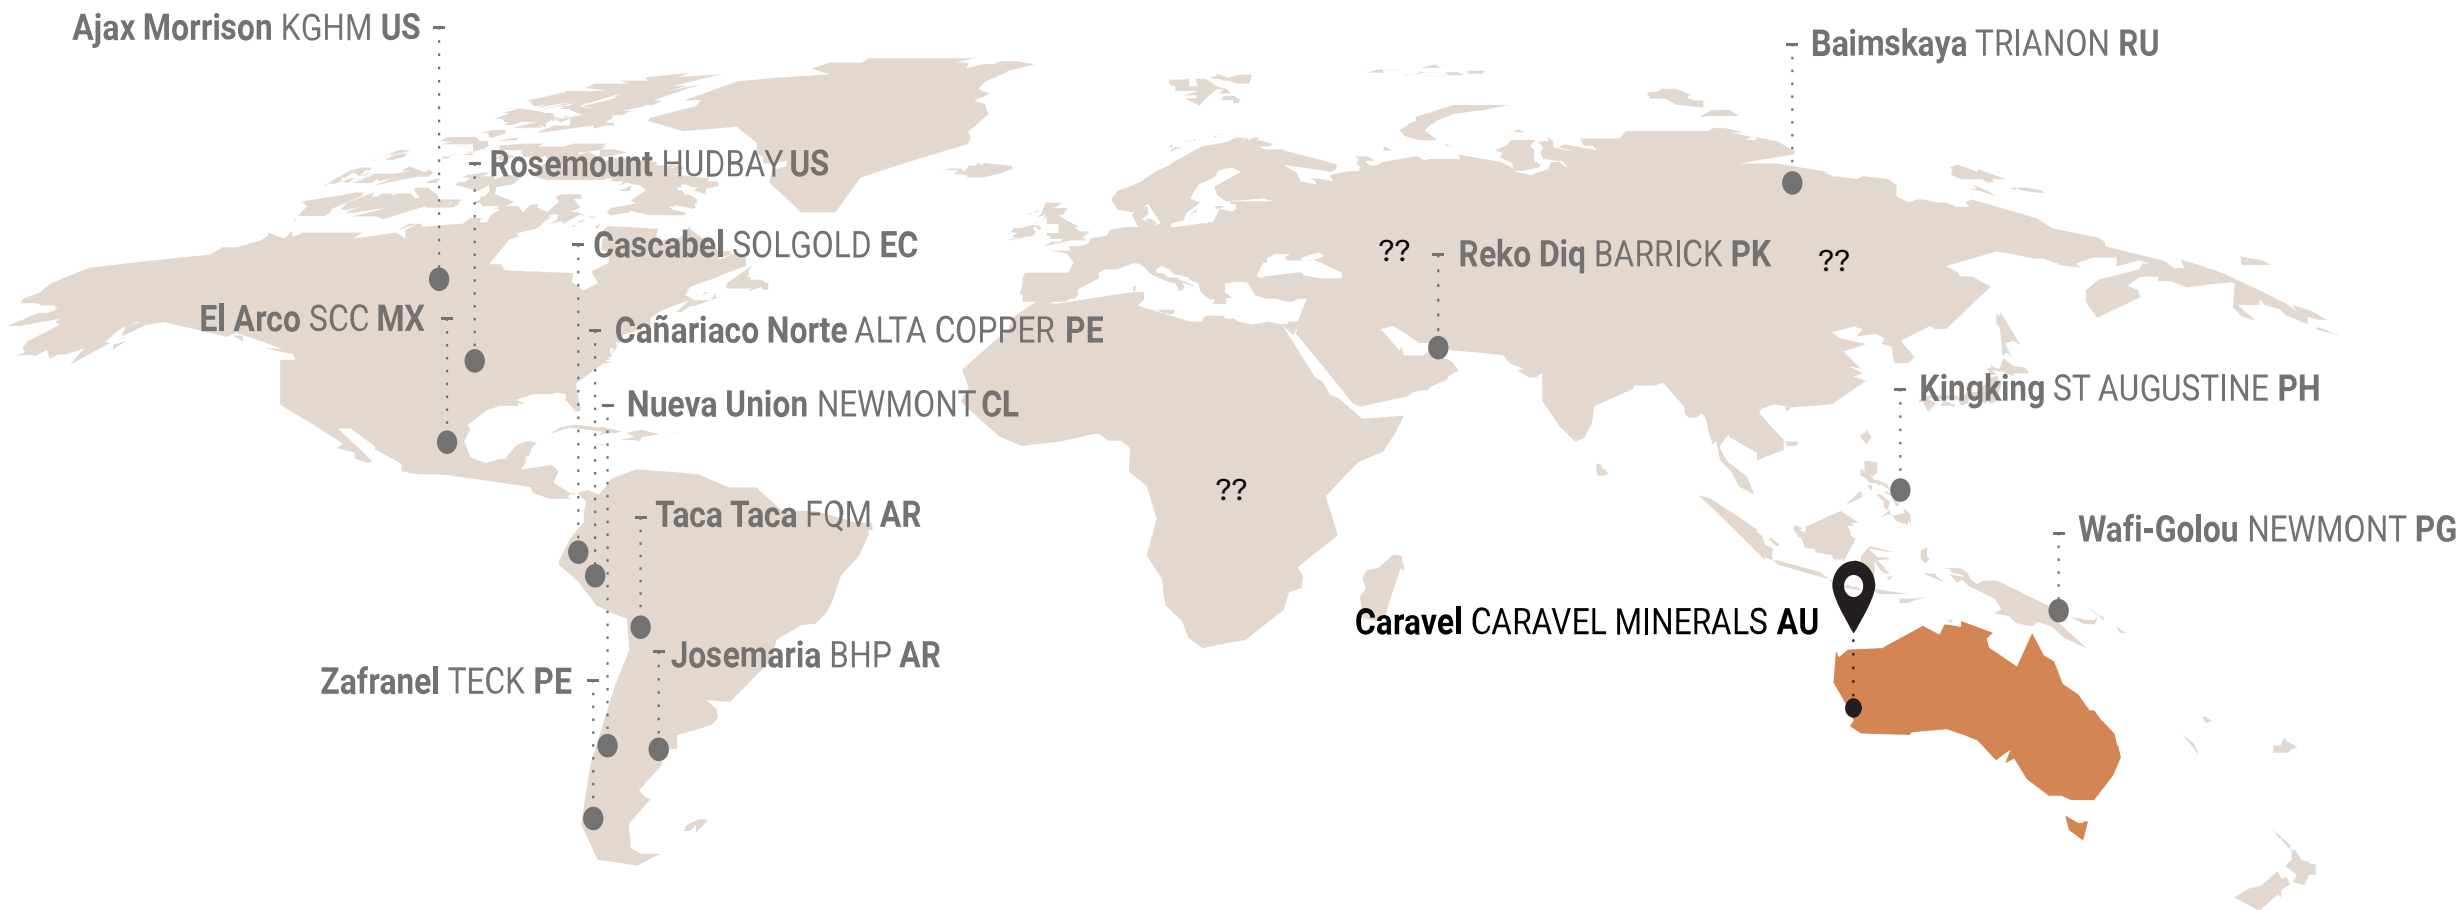 Ajax Morrison KGHM US
Baimskaya TRIANON RU
Rosemount HUDBAY US
Cascabel SOLGOLD EC
??
Reko Diq BARRICK PK
??
El Arco SCC MX
Cañariaco Norte ALTA COPPER PE
Kingking ST AUGUSTINE PH
Nueva Union NEWMONT CL
??
Taca Taca FQM AR
Wafi-Golou NEWMONT PG
Caravel CARAVEL MINERALS AU
Josemaria BHP AR
Zafranel TECK PE